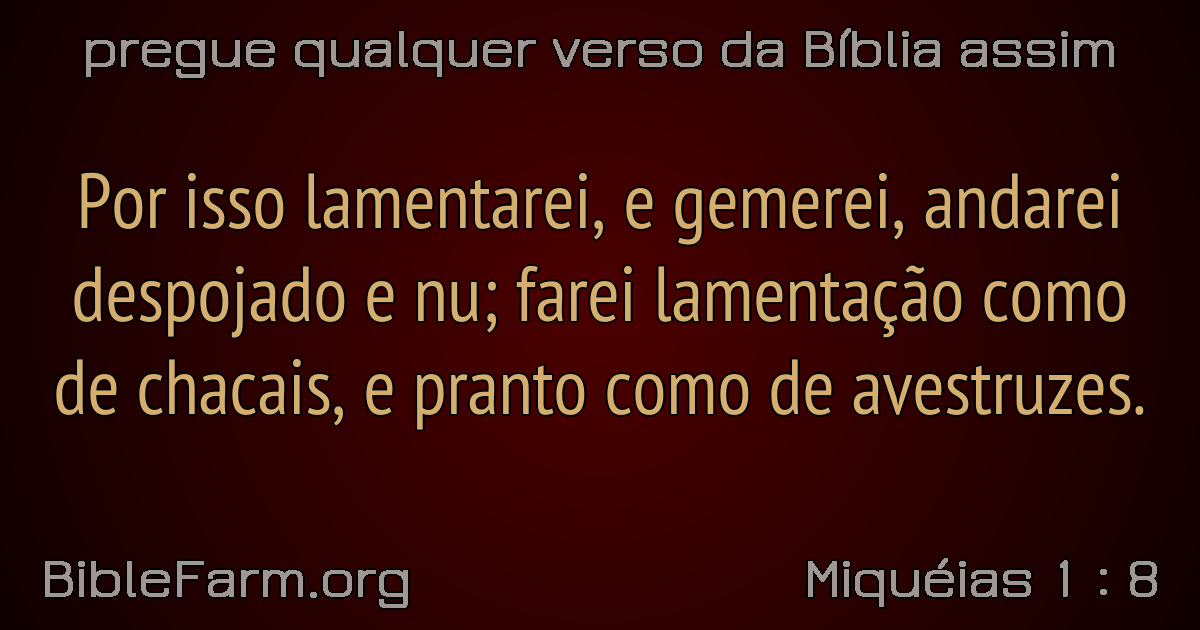 pregue qualquer verso da Bíblia assim
Por isso lamentarei, e gemerei, andarei
despojado e nu; farei lamentação como
de chacais, e pranto como de avestruzes.
BibleFarm.org
Miquéias 1 : 8